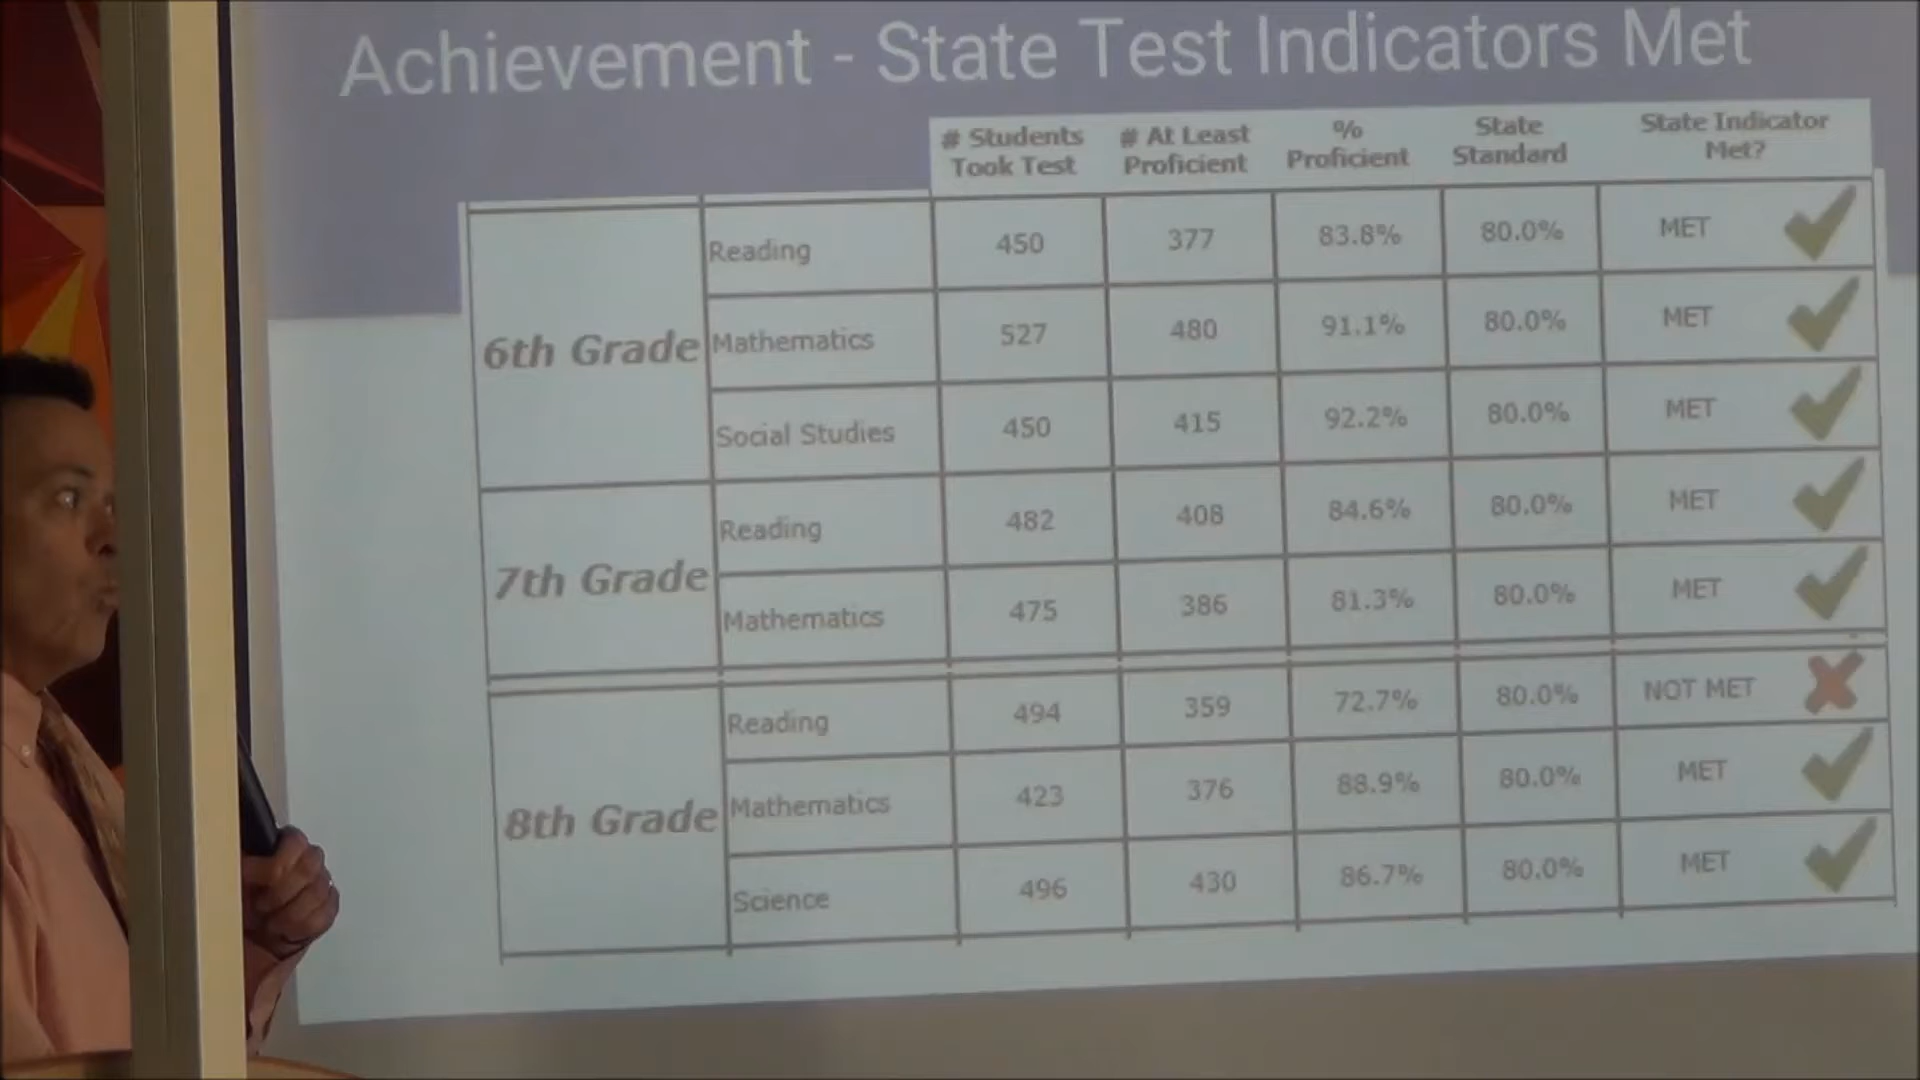 Achievement - State Test Indicators Met
# Students Took Test # At Least Proficient % Proficient State Standard State Indicator Met?
6th Grade
Reading 450 377 83.8% 80.0% MET
Mathematics 527 480 91.1% 80.0% MET
Social Studies 450 415 92.2% 80.0% MET
7th Grade
Reading 482 408 84.6% 80.0% MET
Mathematics 475 386 81.3% 80.0% MET
8th Grade
Reading 494 359 72.7% 80.0% NOT MET
Mathematics 423 376 88.9% 80.0% MET
Science 496 430 86.7% 80.0% MET